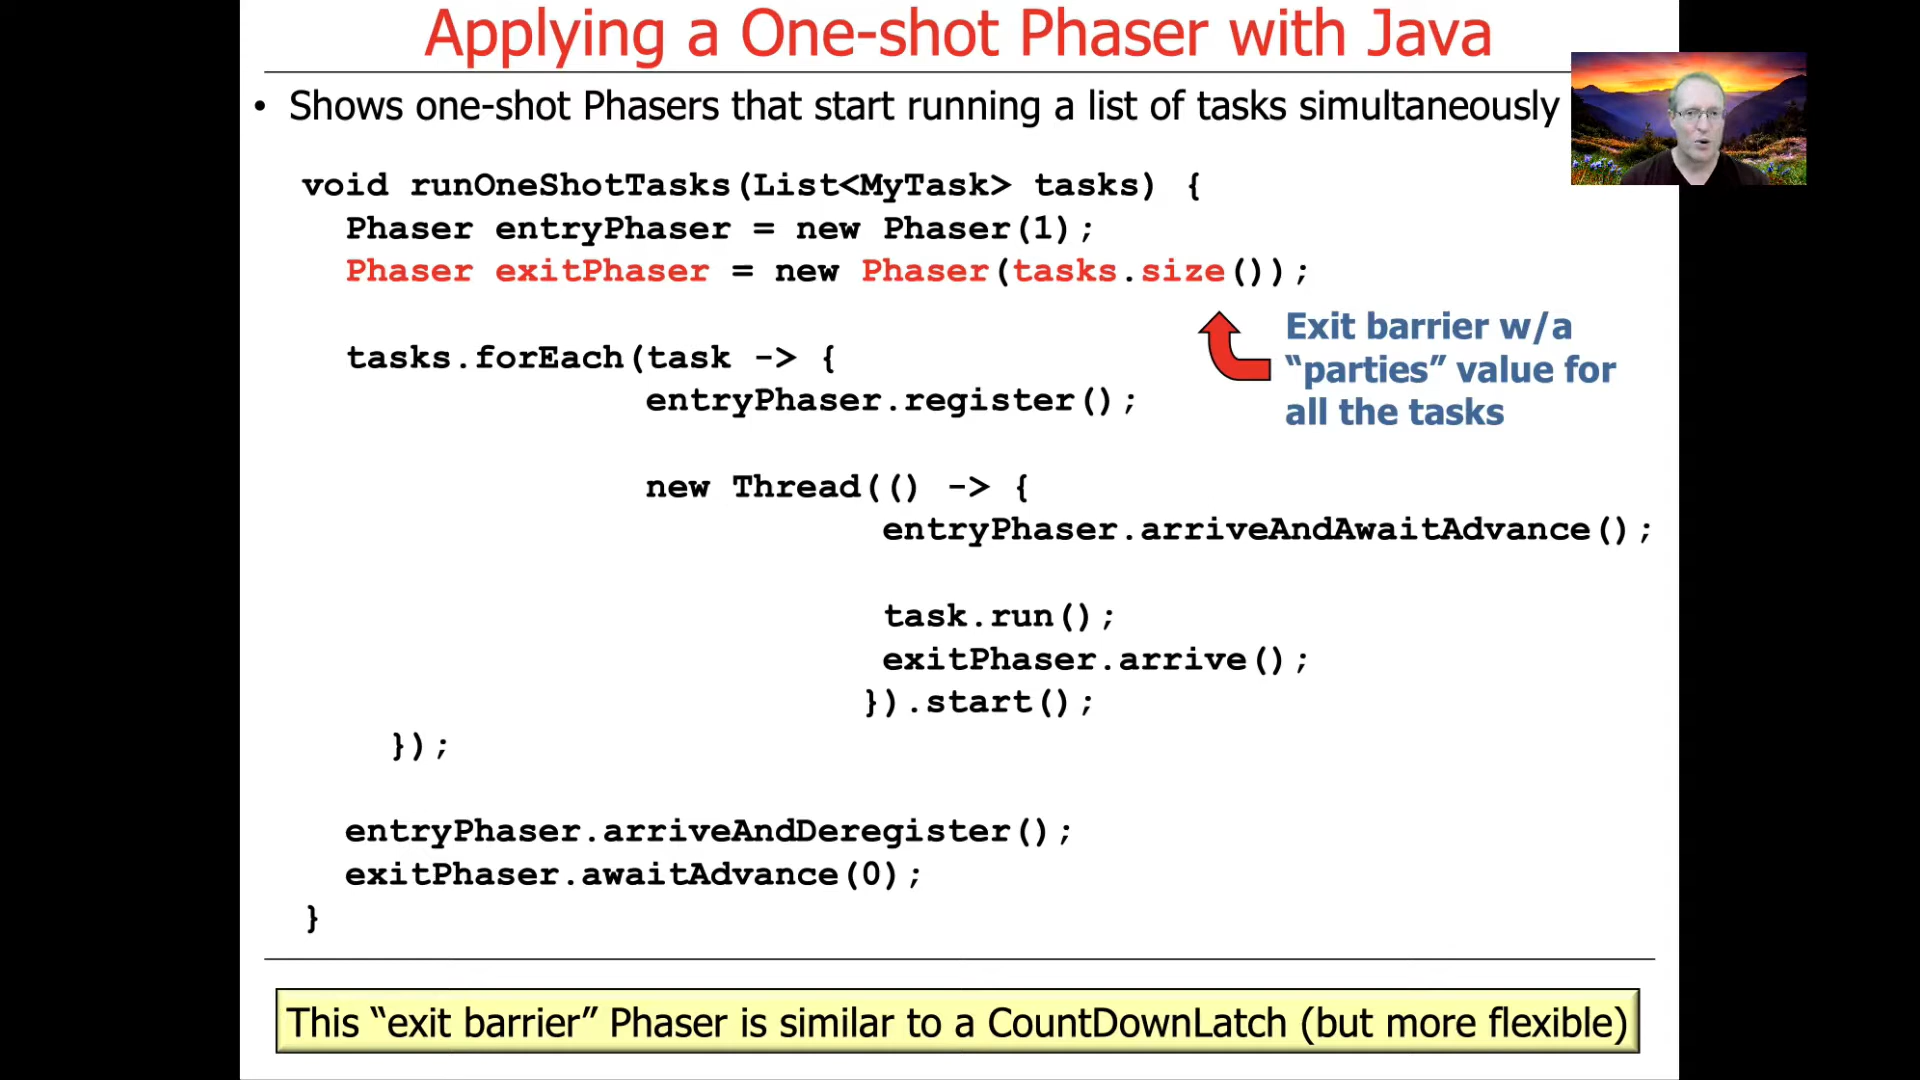 Applying a One-shot Phaser with Java
• Shows one-shot Phasers that start running a list of tasks simultaneously
void runOneShotTasks(List<MyTask> tasks) {
Phaser entryPhaser = new Phaser(1);
Phaser exitPhaser = new Phaser(tasks.size());
Exit barrier w/a
“parties” value for
all the tasks
tasks.forEach(task -> {
entryPhaser.register();
new Thread(() -> {
entryPhaser.arriveAndAwaitAdvance();
task.run();
exitPhaser.arrive();
}).start();
});
entryPhaser.arriveAndDeregister();
exitPhaser.awaitAdvance(0);
}
This “exit barrier” Phaser is similar to a CountDownLatch (but more flexible)